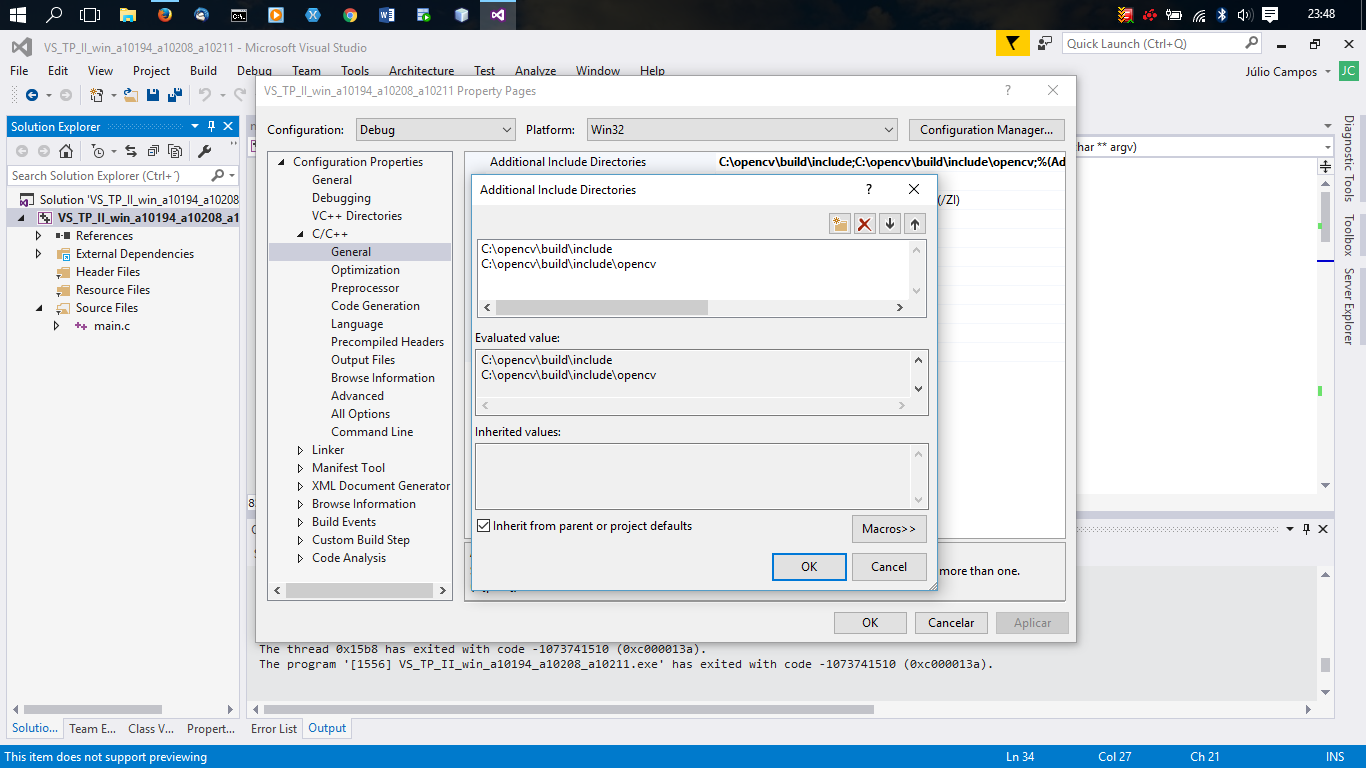 23:48
VS_TP_II_win_a10194_a10208_a10211 - Microsoft Visual Studio
Quick Launch (Ctrl+Q)
File Edit View Project Build Debug Team Tools Architecture Test Analyze Window Help
Júlio Campos
JC
Solution Explorer
Search Solution Explorer (Ctrl+´)
Solution 'VS_TP_II_win_a10194_a10208
VS_TP_II_win_a10194_a10208_a1
References
External Dependencies
Header Files
Resource Files
Source Files
main.c
VS_TP_II_win_a10194_a10208_a10211 Property Pages
Configuration: Debug Platform: Win32 Configuration Manager...
Configuration Properties
General
Debugging
VC++ Directories
C/C++
General
Optimization
Preprocessor
Code Generation
Language
Precompiled Headers
Output Files
Browse Information
Advanced
All Options
Command Line
Linker
Manifest Tool
XML Document Generator
Browse Information
Build Events
Custom Build Step
Code Analysis
Additional Include Directories C:\opencv\build\include;C:\opencv\build\include\opencv;%(Ad
(/ZI)
Additional Include Directories
C:\opencv\build\include
C:\opencv\build\include\opencv
Evaluated value:
C:\opencv\build\include
C:\opencv\build\include\opencv
Inherited values:
Inherit from parent or project defaults
Macros>>
OK Cancel
more than one.
OK Cancelar Aplicar
har ** argv)
Diagnostic Tools
Toolbox
Server Explorer
The thread 0x15b8 has exited with code -1073741510 (0xc000013a).
The program '[1556] VS_TP_II_win_a10194_a10208_a10211.exe' has exited with code -1073741510 (0xc000013a).
Solutio... Team E... Class V... Propert... Error List Output
This item does not support previewing
Ln 34 Col 27 Ch 21 INS